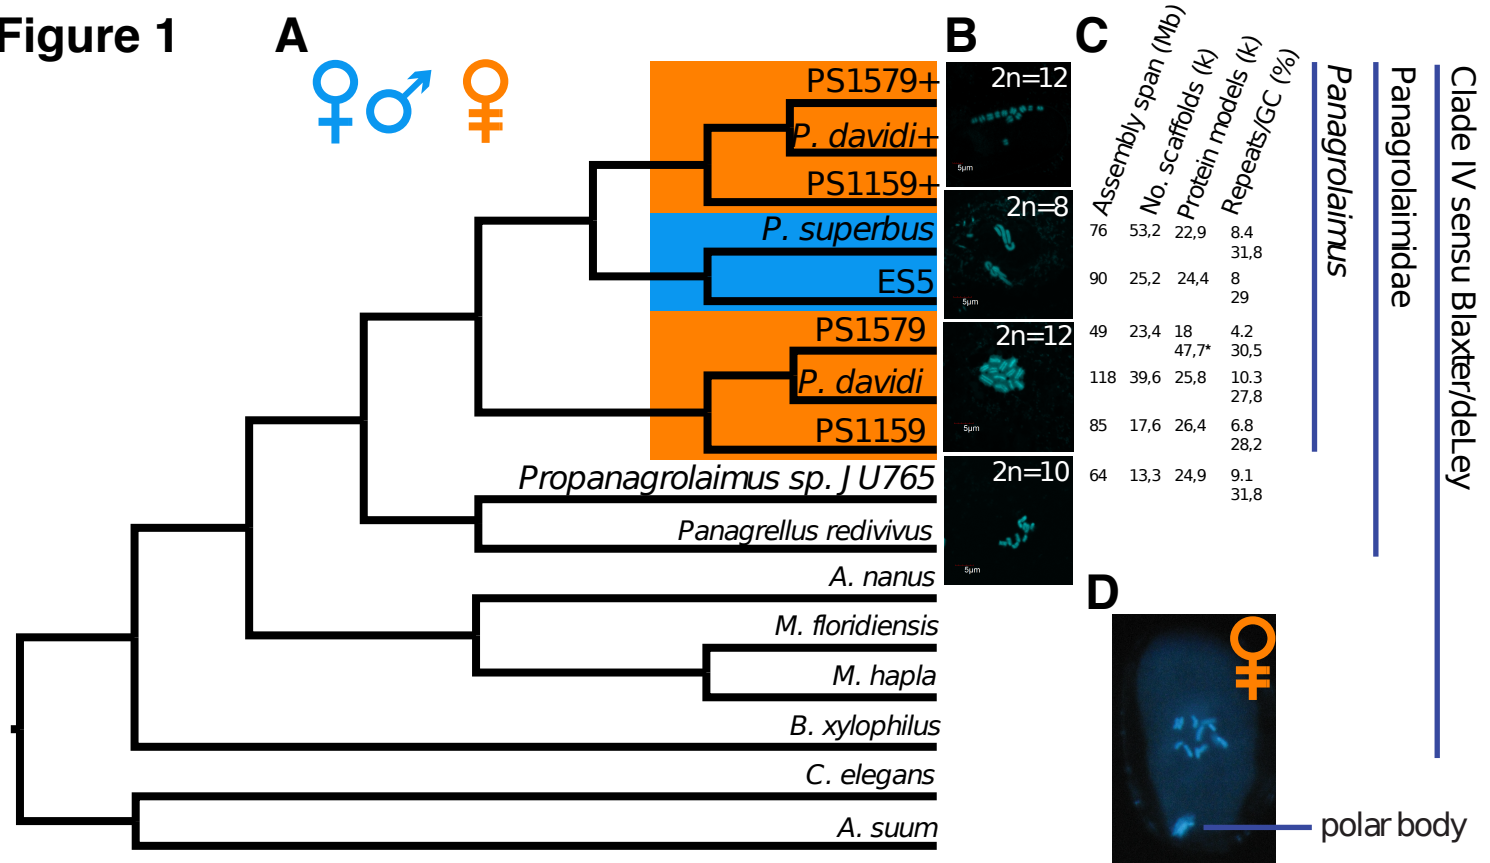 Figure 1
A
B
C
PS1579+
P. davidi+
PS1159+
P. superbus
ES5
PS1579
P. davidi
PS1159
Propanagrolaimus sp. JU765
Panagrellus redivivus
A. nanus
M. floridiensis
M. hapla
B. xylophilus
C. elegans
A. suum
2n=12
5µm
2n=8
5µm
2n=12
5µm
2n=10
5µm
Assembly span (Mb)
No. scaffolds (k)
Protein models (k)
Repeats/GC (%)
76 53,2 22,9 8.4
31,8
90 25,2 24,4 8
29
49 23,4 18 4.2
47,7* 30,5
118 39,6 25,8 10.3
27,8
85 17,6 26,4 6.8
28,2
64 13,3 24,9 9.1
31,8
Panagrolaimus
Panagrolaimidae
Clade IV sensu Blaxter/deLey
D
polar body